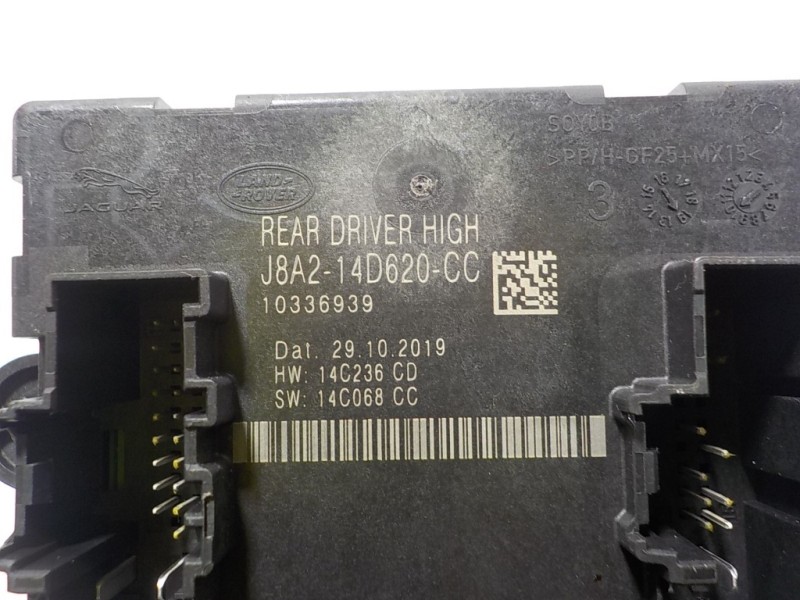 SOYUB
>PP/H-GF25+MX15<
JAGUAR
LAND-
ROVER
3
REAR DRIVER HIGH
J8A2-14D620-CC
10336939
Dat. 29.10.2019
HW: 14C236 CD
SW: 14C068 CC